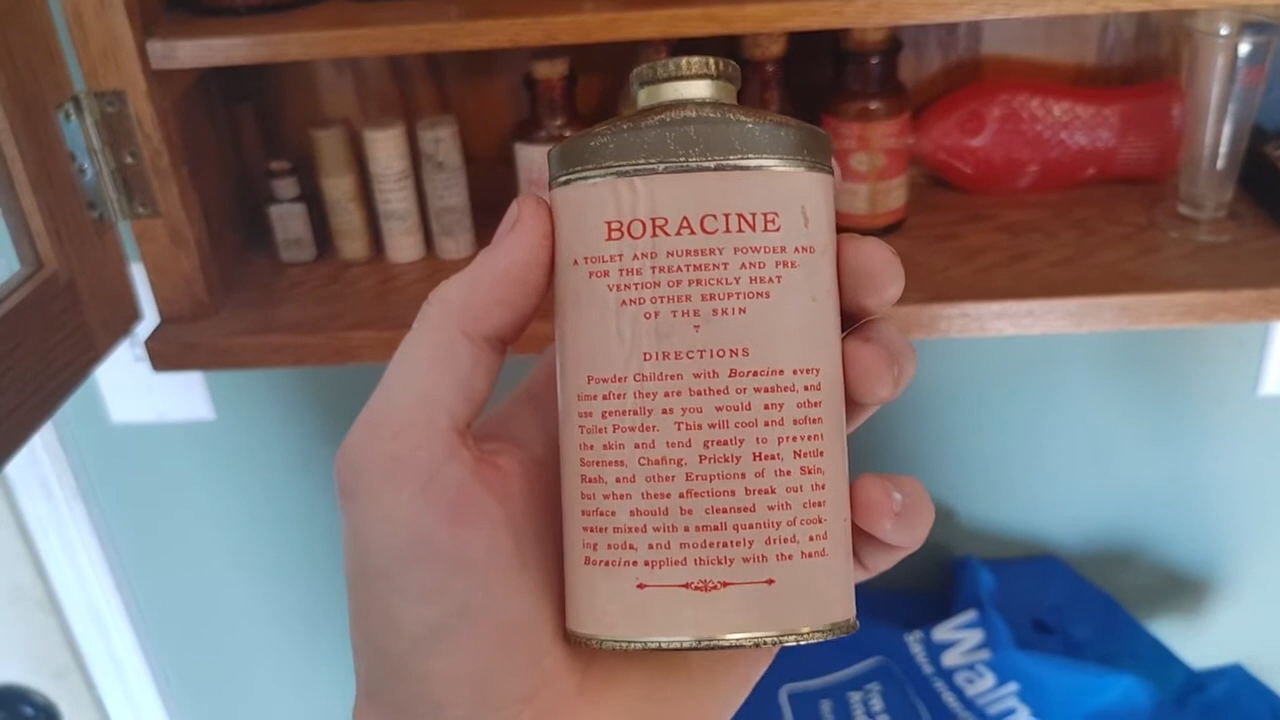 BORACINE
A TOILET AND NURSERY POWDER AND
FOR THE TREATMENT AND PRE-
VENTION OF PRICKLY HEAT
AND OTHER ERUPTIONS
OF THE SKIN
DIRECTIONS
Powder Children with Boracine every
time after they are bathed or washed, and
use generally as you would any other
Toilet Powder. This will cool and soften
the skin and tend greatly to prevent
Soreness, Chafing, Prickly Heat, Nettle
Rash, and other Eruptions of the Skin,
but when these affections break out the
surface should be cleansed with clear
water mixed with a small quantity of cook-
ing soda, and moderately dried, and
Boracine applied thickly with the hand.
Walm